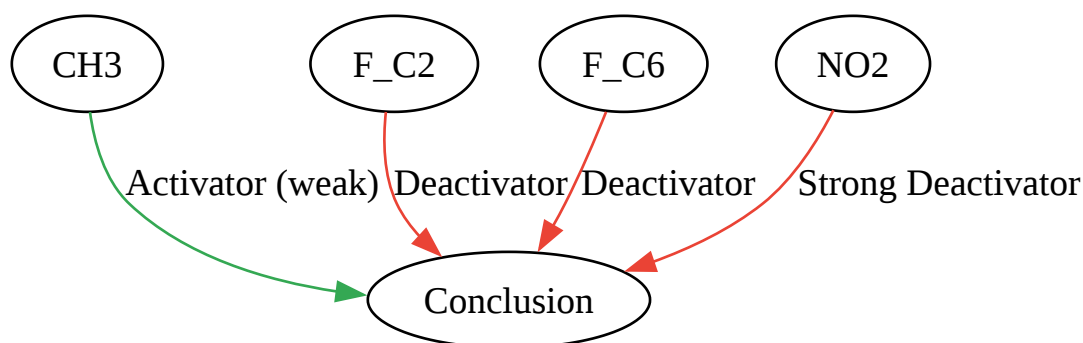 CH3
F_C2
F_C6
NO2
Activator (weak)
Deactivator
Deactivator
Strong Deactivator
Conclusion